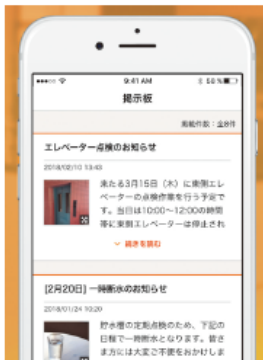 9:41 AM
50 %
掲示板
掲載件数：全8件
エレベーター点検のお知らせ
2018/02/10 13:43
来たる3月15日（木）に東側エレ
ベーターの点検作業を行う予定で
す。当日は10:00～12:00の時間
帯に東側エレベーターは停止され
続きを読む
[2月20日] 一時断水のお知らせ
2018/01/24 10:20
貯水槽の定期点検のため、下記の
日程で一時断水となります。皆さ
ま方には大変ご不便をおかけしま